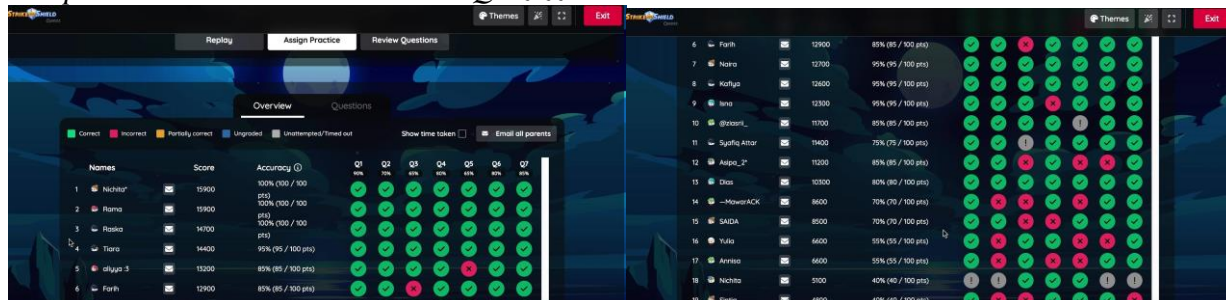 STRIKE SHIELD
Themes
Exit
Replay Assign Practice Review Questions
Overview Questions
Correct Incorrect Partially correct Ungraded Unattempted/Timed out Show time taken Email all parents
Names Score Accuracy Q1 Q2 Q3 Q4 Q5 Q6 Q7
90% 70% 65% 80% 65% 80% 85%
1 Nichita" 15900 100% (100 / 100 pts)
2 Rama 15900 100% (100 / 100 pts)
3 Raska 14700 100% (100 / 100 pts)
4 Tiara 14400 95% (95 / 100 pts)
5 aliyya :3 13200 85% (85 / 100 pts)
6 Farih 12900 85% (85 / 100 pts)
STRIKE SHIELD
Themes
Exit
6 Farih 12900 85% (85 / 100 pts)
7 Naira 12700 95% (95 / 100 pts)
8 Kafiya 12600 95% (95 / 100 pts)
9 Isna 12300 95% (95 / 100 pts)
10 @zlasril_ 11700 85% (85 / 100 pts)
11 Syafiq Attar 11400 75% (75 / 100 pts)
12 Asipa_2" 11200 85% (85 / 100 pts)
13 Dias 10300 80% (80 / 100 pts)
14 —MawarACK 8600 70% (70 / 100 pts)
15 SAIDA 8500 70% (70 / 100 pts)
16 Yulia 6600 55% (55 / 100 pts)
17 Annisa 6600 55% (55 / 100 pts)
18 Nichita 5100 40% (40 / 100 pts)